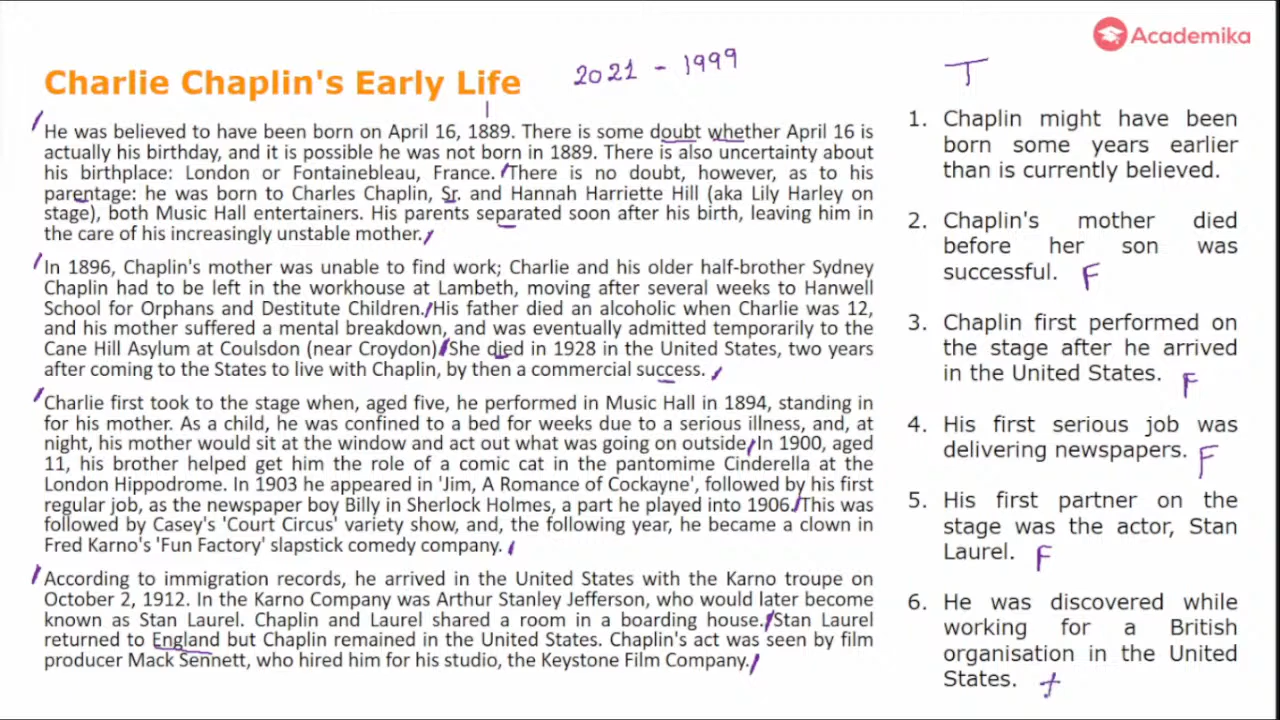 Academika
Charlie Chaplin's Early Life
2021 - 1999
He was believed to have been born on April 16, 1889. There is some doubt whether April 16 is
actually his birthday, and it is possible he was not born in 1889. There is also uncertainty about
his birthplace: London or Fontainebleau, France. There is no doubt, however, as to his
parentage: he was born to Charles Chaplin, Sr. and Hannah Harriette Hill (aka Lily Harley on
stage), both Music Hall entertainers. His parents separated soon after his birth, leaving him in
the care of his increasingly unstable mother.
In 1896, Chaplin's mother was unable to find work; Charlie and his older half-brother Sydney
Chaplin had to be left in the workhouse at Lambeth, moving after several weeks to Hanwell
School for Orphans and Destitute Children. His father died an alcoholic when Charlie was 12,
and his mother suffered a mental breakdown, and was eventually admitted temporarily to the
Cane Hill Asylum at Coulsdon (near Croydon) She died in 1928 in the United States, two years
after coming to the States to live with Chaplin, by then a commercial success.
Charlie first took to the stage when, aged five, he performed in Music Hall in 1894, standing in
for his mother. As a child, he was confined to a bed for weeks due to a serious illness, and, at
night, his mother would sit at the window and act out what was going on outside. In 1900, aged
11, his brother helped get him the role of a comic cat in the pantomime Cinderella at the
London Hippodrome. In 1903 he appeared in 'Jim, A Romance of Cockayne', followed by his first
regular job, as the newspaper boy Billy in Sherlock Holmes, a part he played into 1906. This was
followed by Casey's 'Court Circus' variety show, and, the following year, he became a clown in
Fred Karno's 'Fun Factory' slapstick comedy company.
According to immigration records, he arrived in the United States with the Karno troupe on
October 2, 1912. In the Karno Company was Arthur Stanley Jefferson, who would later become
known as Stan Laurel. Chaplin and Laurel shared a room in a boarding house. Stan Laurel
returned to England but Chaplin remained in the United States. Chaplin's act was seen by film
producer Mack Sennett, who hired him for his studio, the Keystone Film Company.
T
1. Chaplin might have been
born some years earlier
than is currently believed.
2. Chaplin's mother died
before her son was
successful. F
3. Chaplin first performed on
the stage after he arrived
in the United States. F
4. His first serious job was
delivering newspapers. F
5. His first partner on the
stage was the actor, Stan
Laurel. F
6. He was discovered while
working for a British
organisation in the United
States. t